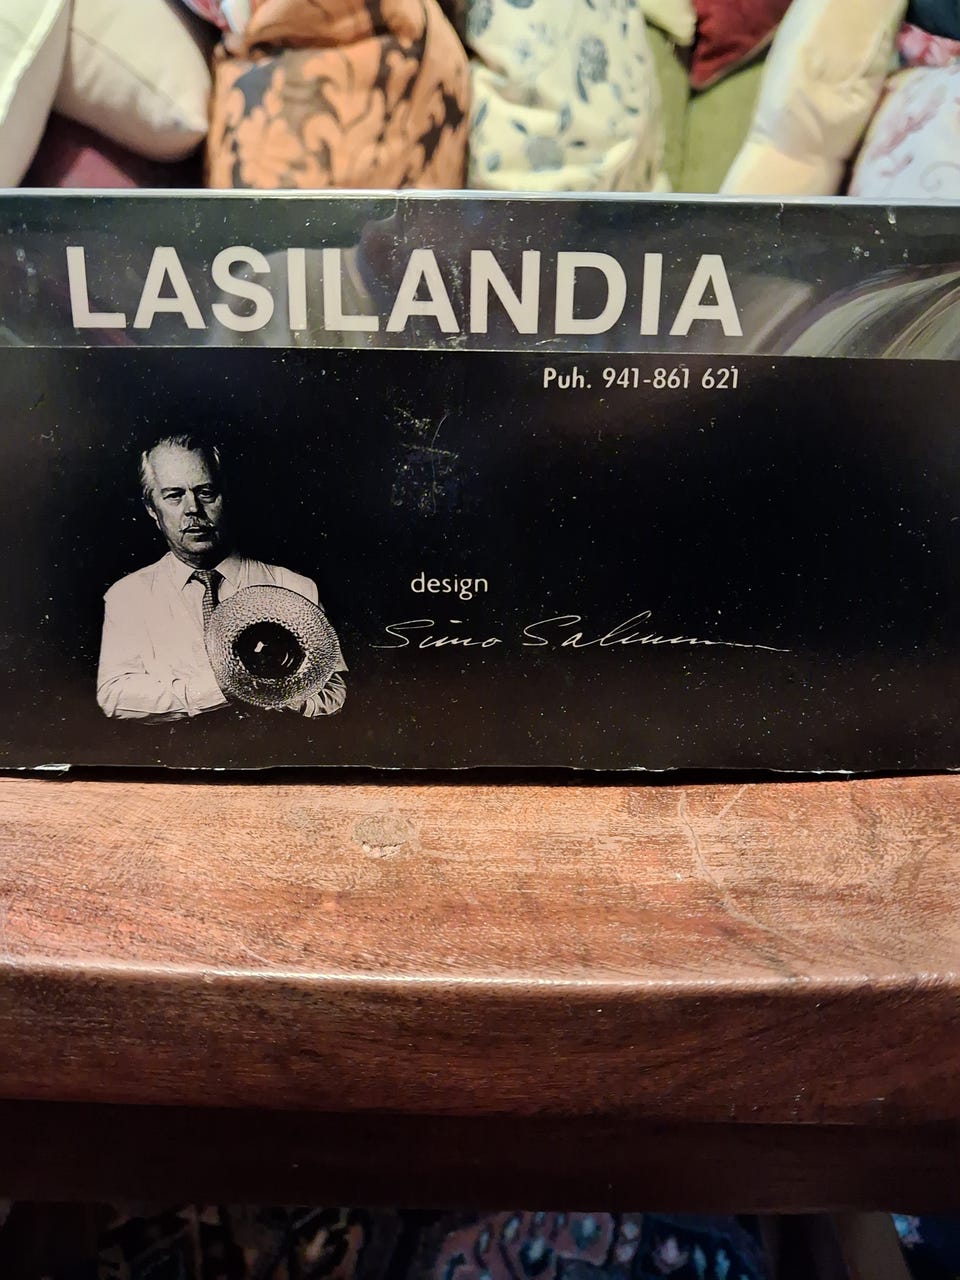 LASILANDIA
Puh. 941-861 621
design
Simo Salminen